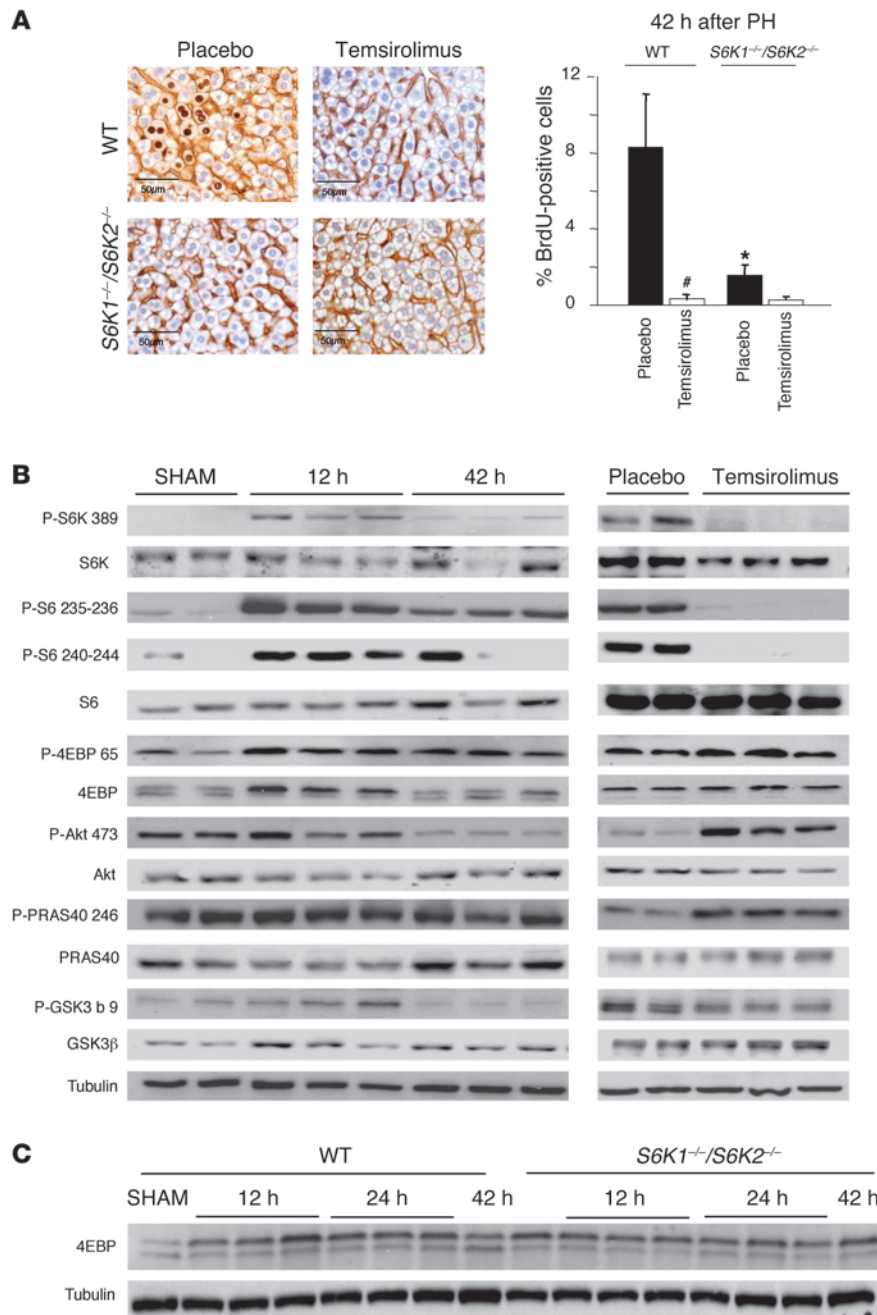 A
Placebo
Temsirolimus
WT
50µm
50µm
S6K1⁻/⁻/S6K2⁻/⁻
50µm
50µm
42 h after PH
WT
S6K1⁻/⁻/S6K2⁻/⁻
% BrdU-positive cells
12
8
4
0
#
*
Placebo
Temsirolimus
Placebo
Temsirolimus
B
SHAM
12 h
42 h
Placebo
Temsirolimus
P-S6K 389
S6K
P-S6 235-236
P-S6 240-244
S6
P-4EBP 65
4EBP
P-Akt 473
Akt
P-PRAS40 246
PRAS40
P-GSK3 b 9
GSK3β
Tubulin
C
WT
S6K1⁻/⁻/S6K2⁻/⁻
SHAM
12 h
24 h
42 h
12 h
24 h
42 h
4EBP
Tubulin